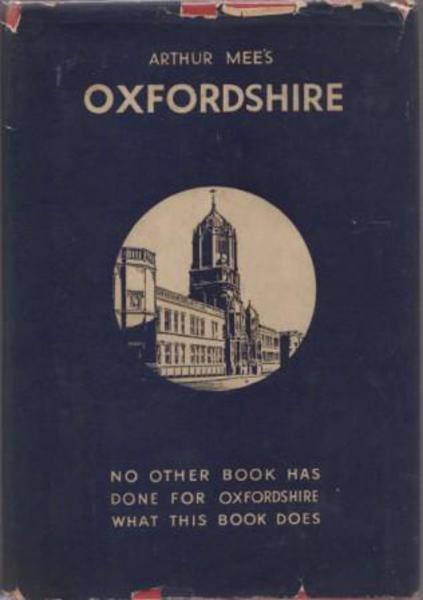 ARTHUR MEE'S
OXFORDSHIRE
NO OTHER BOOK HAS
DONE FOR OXFORDSHIRE
WHAT THIS BOOK DOES